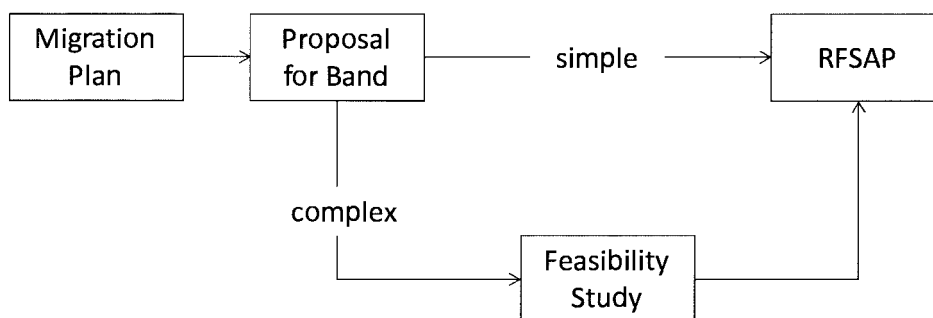 Migration
Plan
Proposal
for Band
simple
RFSAP
complex
Feasibility
Study